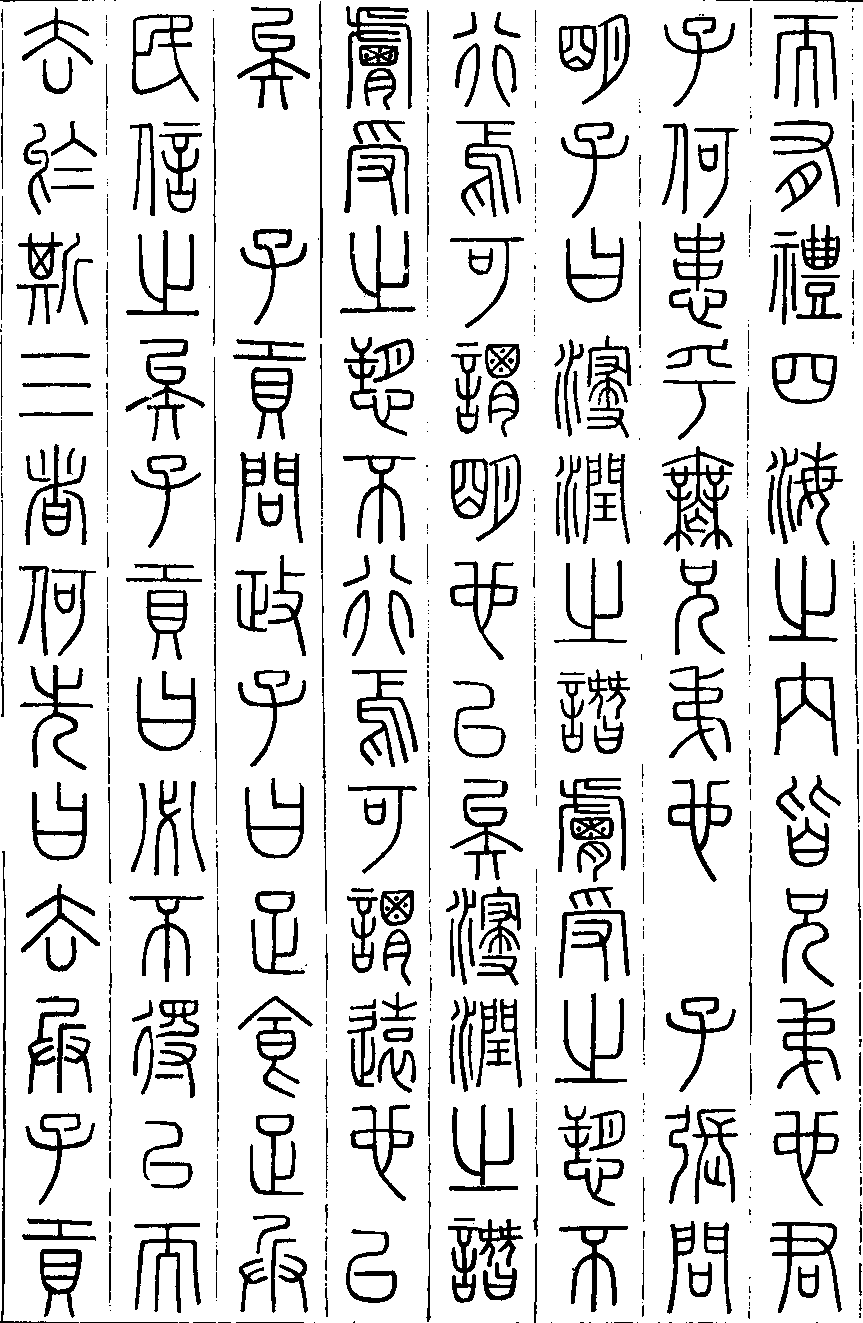 而有禮四海之内皆兄弟也君
子何患乎無兄弟也　子張問
明子曰浸潤之譖膚受之愬不
行焉可謂明也已矣浸潤之譖
膚受之愬不行焉可謂遠也已
矣　子貢問政子曰足食足兵
民信之矣子貢曰必不得已而
去於斯三者何先曰去兵子貢